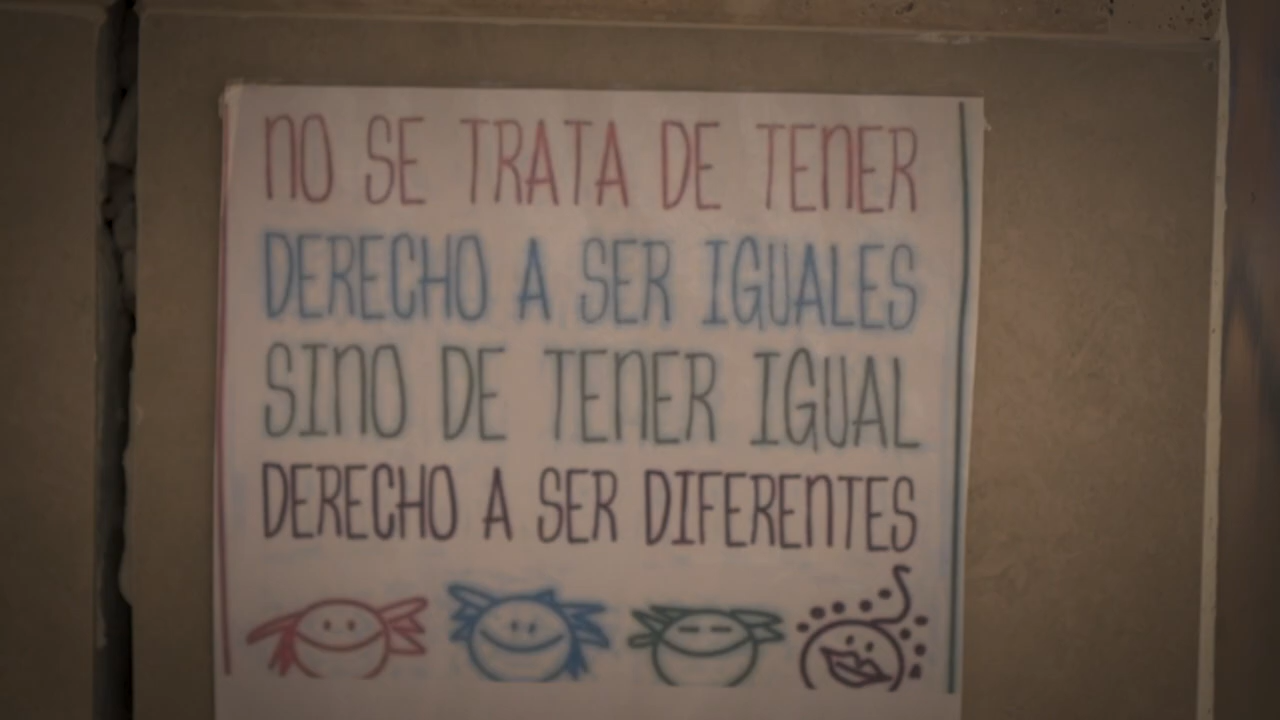 NO SE TRATA DE TENER
DERECHO A SER IGUALES
SINO DE TENER IGUAL
DERECHO A SER DIFERENTES